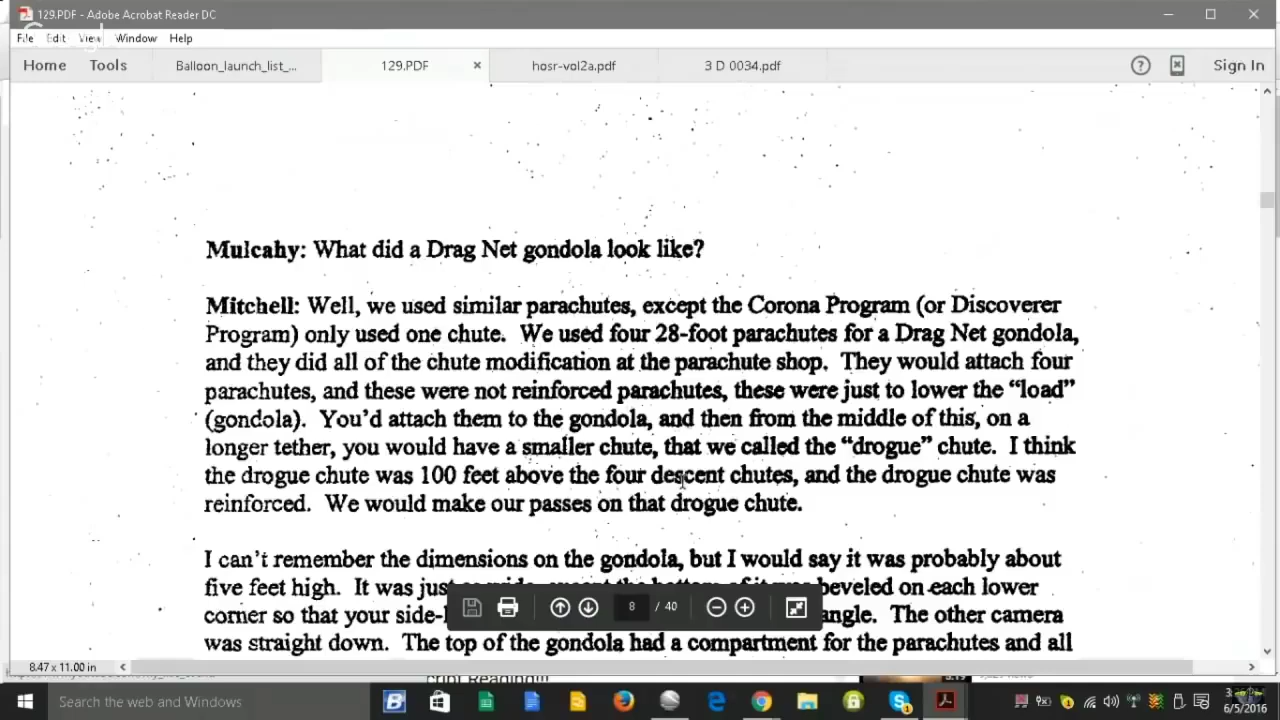 129.PDF - Adobe Acrobat Reader DC
File Edit View Window Help
Home Tools Balloon_launch_list_... 129.PDF × hosr-vol2a.pdf 3 D 0034.pdf Sign In
Mulcahy: What did a Drag Net gondola look like?
Mitchell: Well, we used similar parachutes, except the Corona Program (or Discoverer
Program) only used one chute. We used four 28-foot parachutes for a Drag Net gondola,
and they did all of the chute modification at the parachute shop. They would attach four
parachutes, and these were not reinforced parachutes, these were just to lower the “load”
(gondola). You’d attach them to the gondola, and then from the middle of this, on a
longer tether, you would have a smaller chute, that we called the “drogue” chute. I think
the drogue chute was 100 feet above the four descent chutes, and the drogue chute was
reinforced. We would make our passes on that drogue chute.
I can’t remember the dimensions on the gondola, but I would say it was probably about
five feet high. It was just beveled on each lower
corner so that your side- angle. The other camera
was straight down. The top of the gondola had a compartment for the parachutes and all
8 / 40
8.47 x 11.00 in
cript Reading!!!
Search the web and Windows
6/5/2016